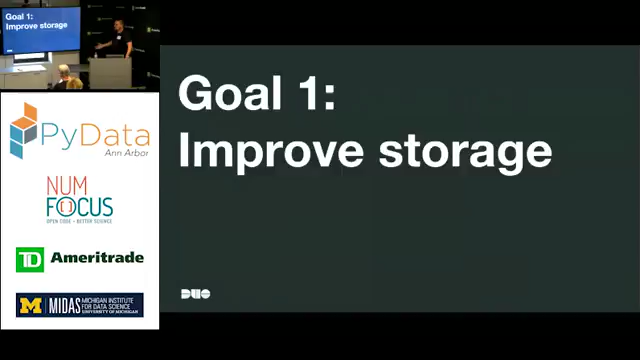 Goal 1:
Improve storage
PyData
Ann Arbor
NUM
FOCUS
OPEN CODE = BETTER SCIENCE
TD Ameritrade
M MIDAS MICHIGAN INSTITUTE
FOR DATA SCIENCE
UNIVERSITY OF MICHIGAN
Goal 1:
Improve storage
DUO